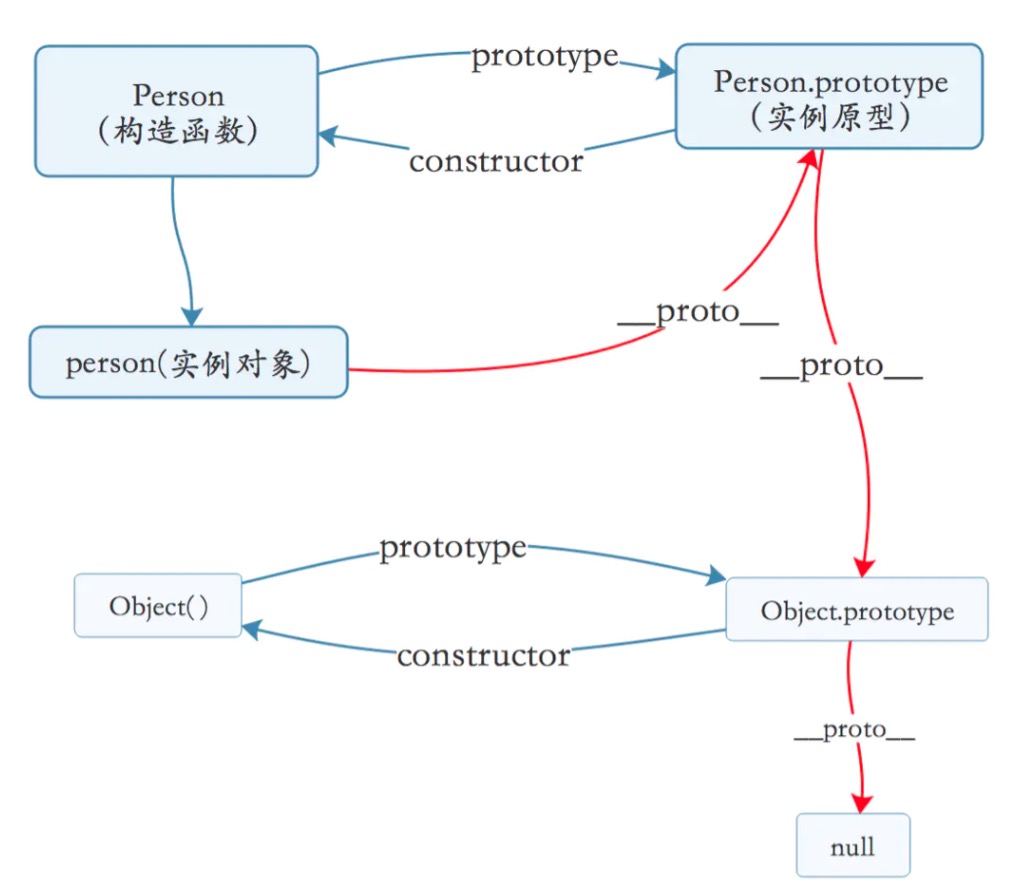 prototype
Person
(构造函数)
Person.prototype
(实例原型)
constructor
__proto__
person(实例对象)
__proto__
prototype
Object()
Object.prototype
constructor
__proto__
null